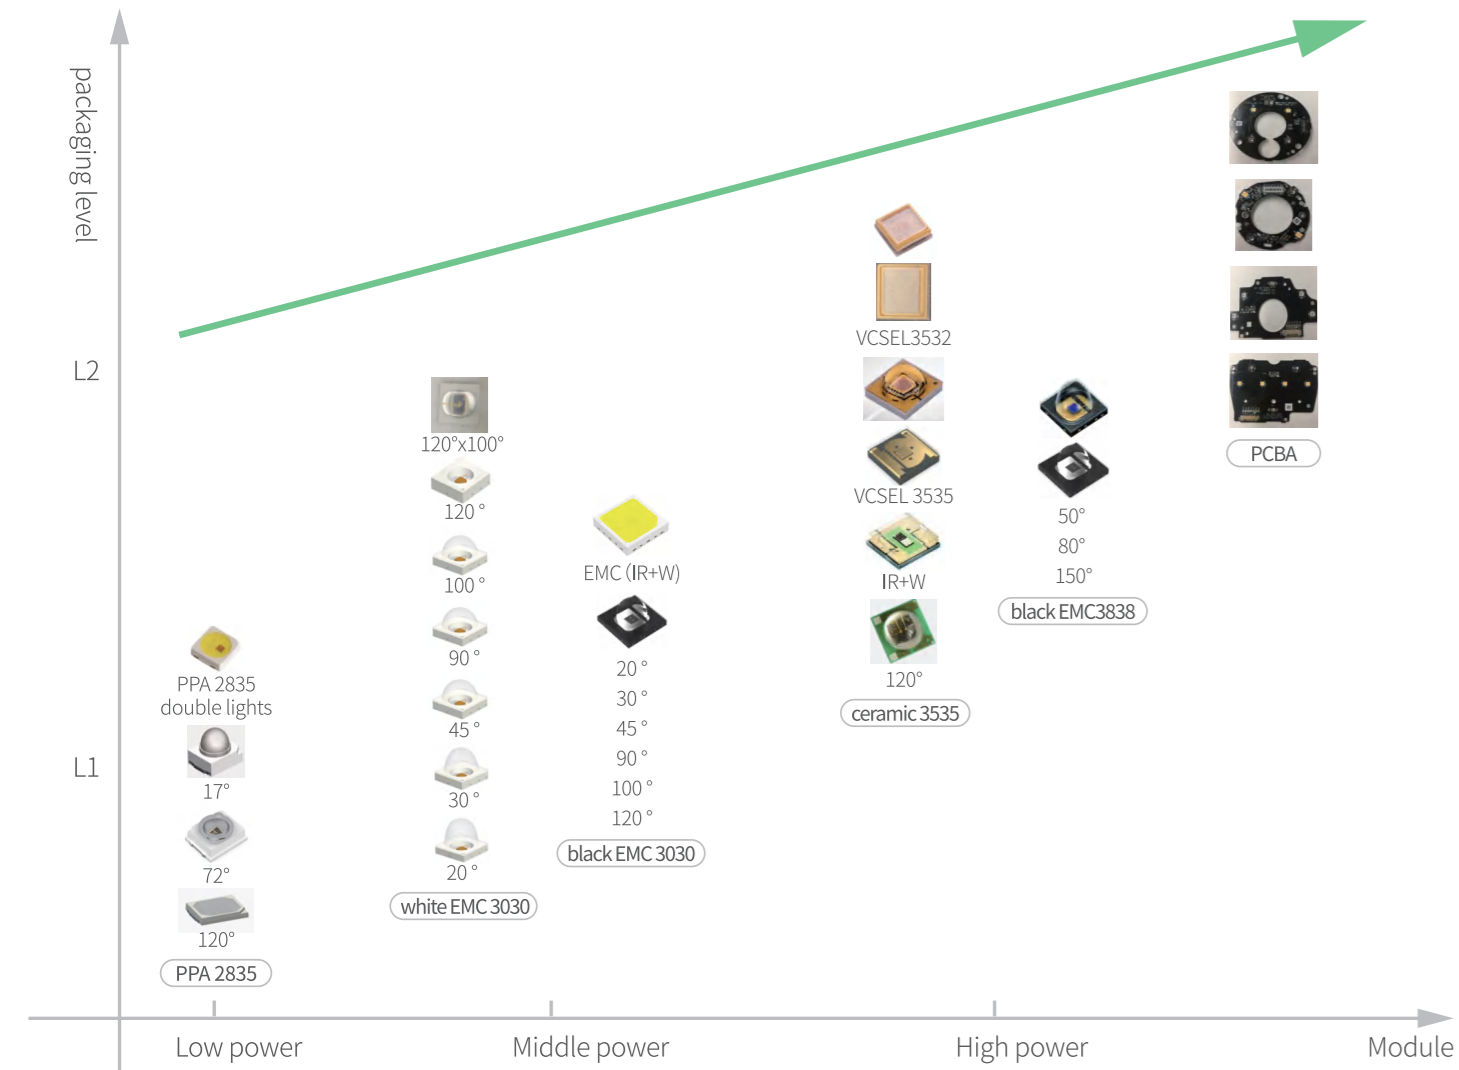 packaging level
L2
L1
PPA 2835
double lights
17°
72°
120°
PPA 2835
120°x100°
120 °
100 °
90 °
45 °
30 °
20 °
white EMC 3030
EMC (IR+W)
20 °
30 °
45 °
90 °
100 °
120 °
black EMC 3030
VCSEL3532
VCSEL 3535
IR+W
120°
ceramic 3535
50°
80°
150°
black EMC3838
PCBA
Low power
Middle power
High power
Module